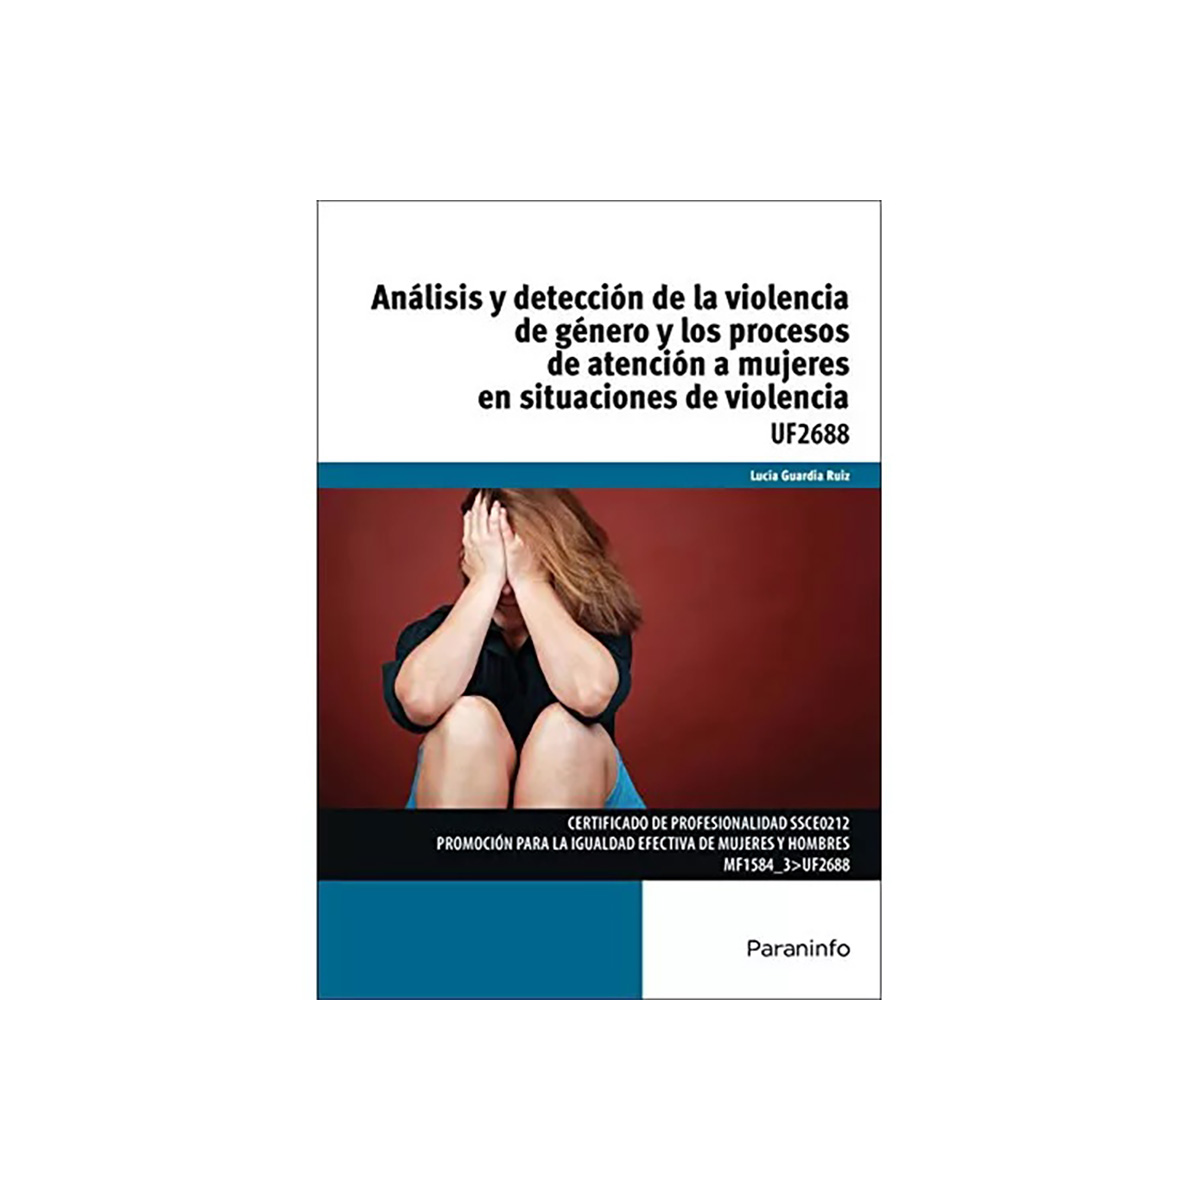 Análisis y detección de la violencia
de género y los procesos
de atención a mujeres
en situaciones de violencia
UF2688
Lucía Guardia Ruiz
CERTIFICADO DE PROFESIONALIDAD SSCE0212
PROMOCIÓN PARA LA IGUALDAD EFECTIVA DE MUJERES Y HOMBRES
MF1584_3>UF2688
Paraninfo